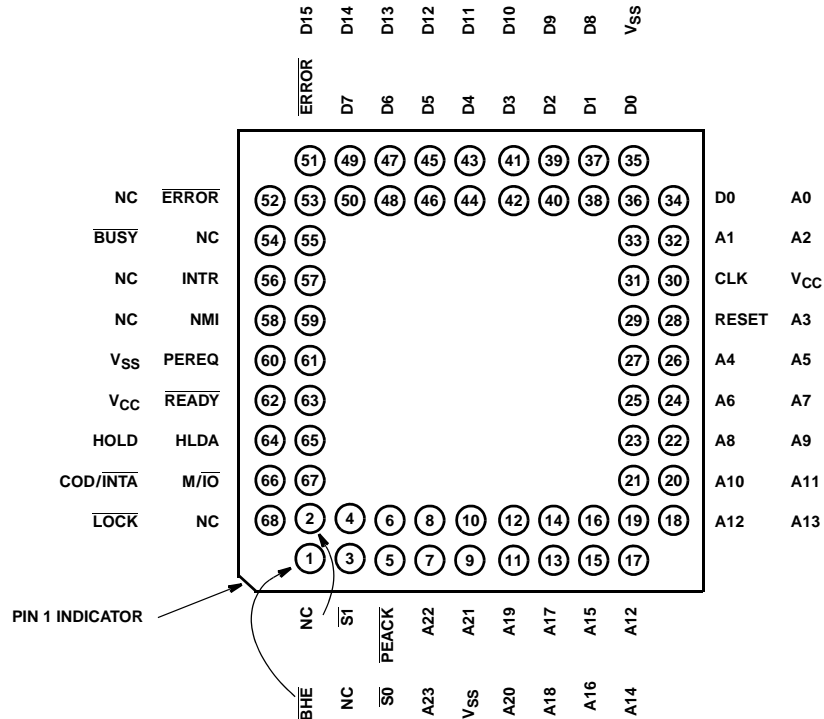 D15 D14 D13 D12 D11 D10 D9 D8 VSS
ERROR D7 D6 D5 D4 D3 D2 D1 D0
51 49 47 45 43 41 39 37 35
NC ERROR 52 53 50 48 46 44 42 40 38 36 34 D0 A0
BUSY NC 54 55 33 32 A1 A2
NC INTR 56 57 31 30 CLK VCC
NC NMI 58 59 29 28 RESET A3
VSS PEREQ 60 61 27 26 A4 A5
VCC READY 62 63 25 24 A6 A7
HOLD HLDA 64 65 23 22 A8 A9
COD/INTA M/IO 66 67 21 20 A10 A11
LOCK NC 68 2 4 6 8 10 12 14 16 19 18 A12 A13
1 3 5 7 9 11 13 15 17
PIN 1 INDICATOR
NC S1 PEACK A22 A21 A19 A17 A15 A12
BHE NC S0 A23 VSS A20 A18 A16 A14